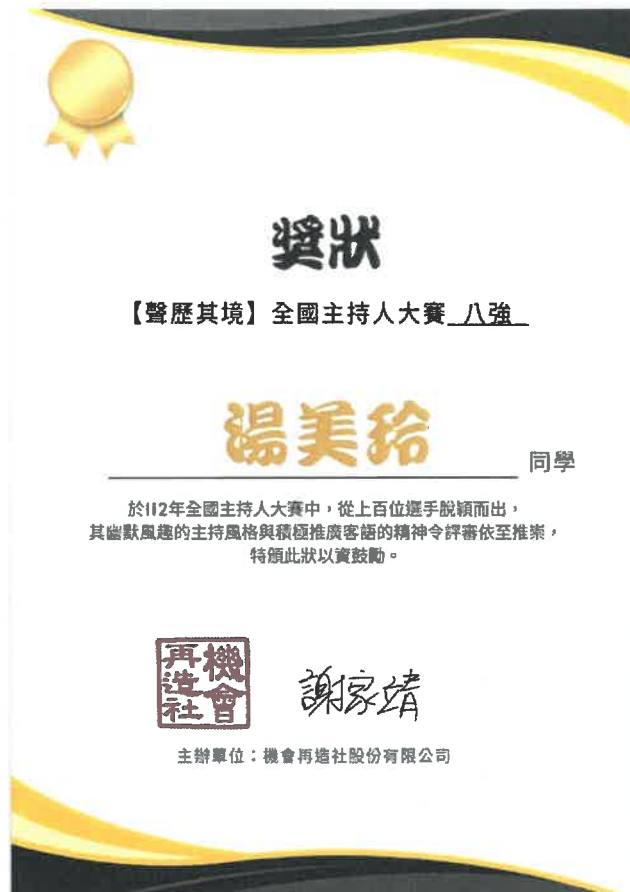 獎狀
【聲歷其境】全國主持人大賽 八強
湯美玲
同學
於112年全國主持人大賽中，從上百位選手脫穎而出，
其幽默風趣的主持風格與積極推廣客語的精神令評審依至推崇，
特頒此狀以資鼓勵。
機會再造社
謝家靖
主辦單位：機會再造社股份有限公司